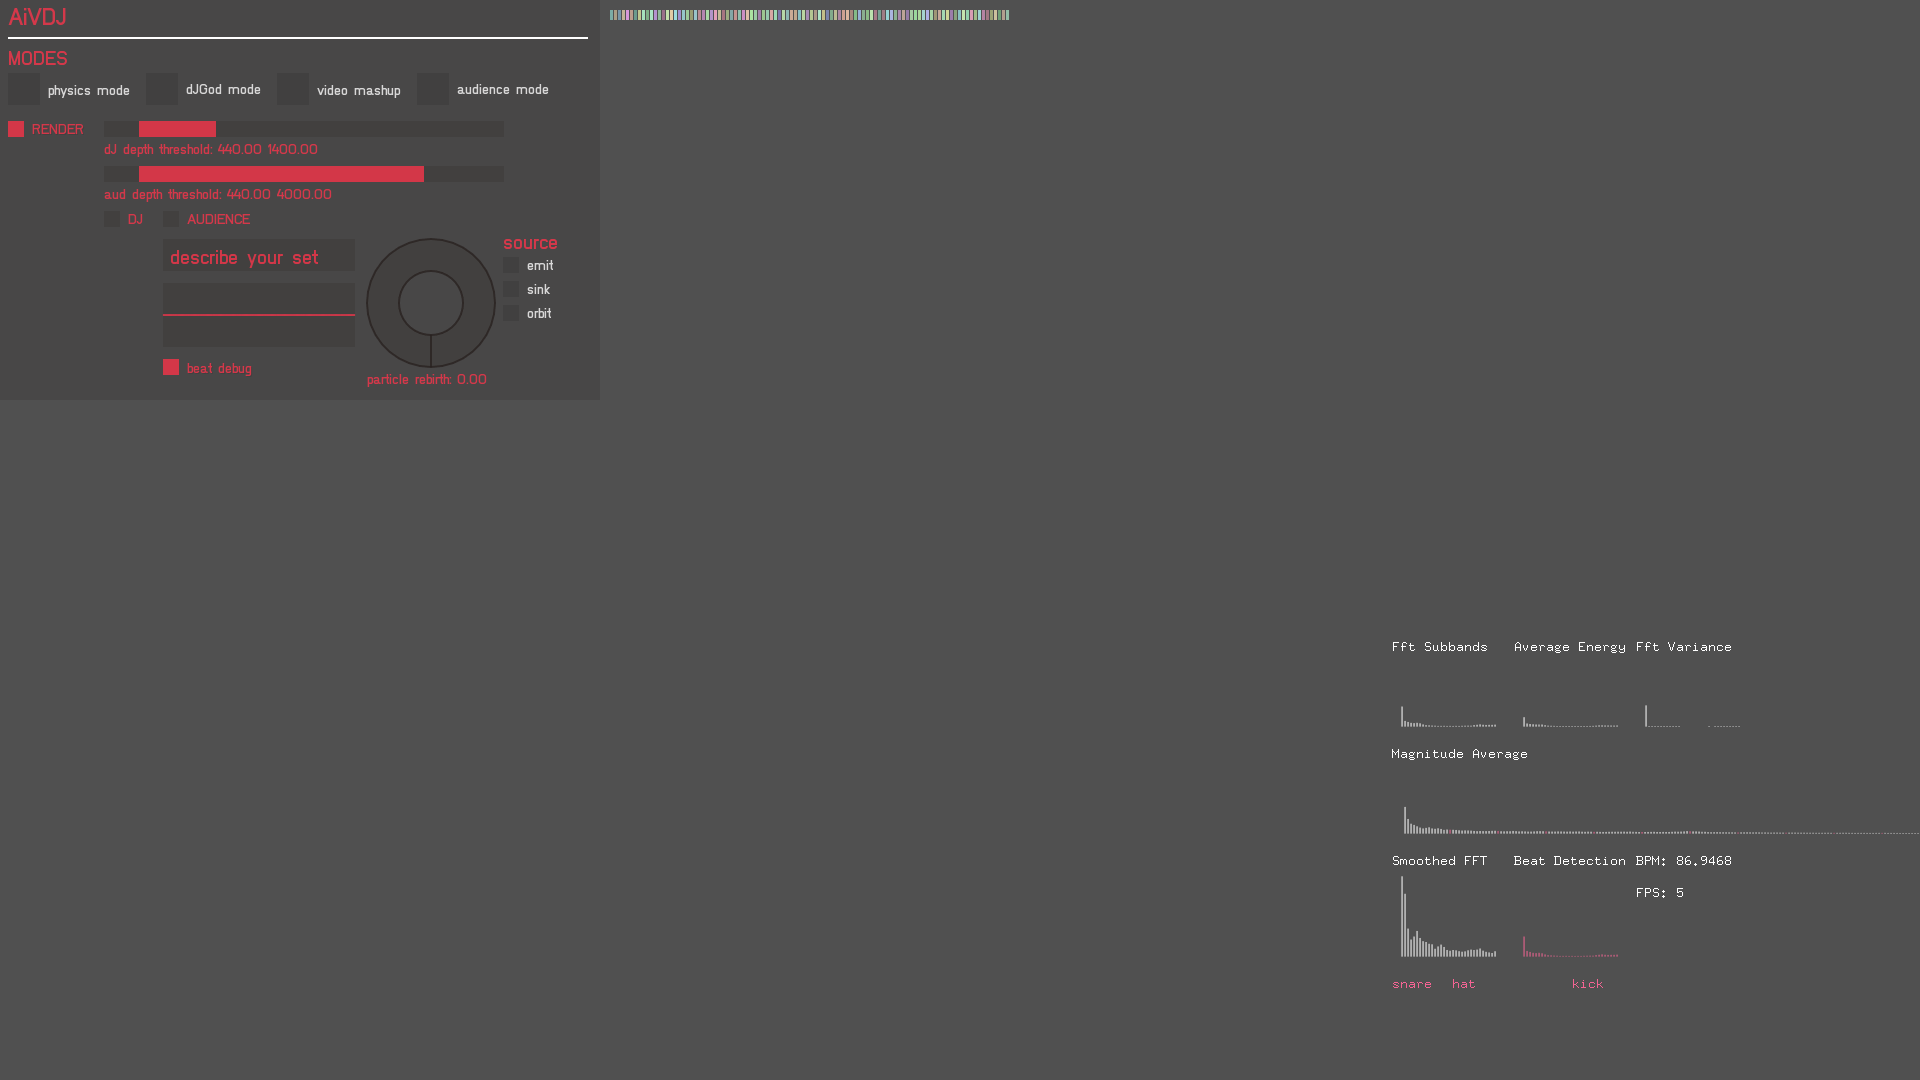 AiVDJ
MODES
physics mode dJGod mode video mashup audience mode
RENDER
dJ depth threshold: 440.00 1400.00
aud depth threshold: 440.00 4000.00
DJ AUDIENCE
describe your set
source
emit
sink
orbit
beat debug
particle rebirth: 0.00
Fft Subbands Average Energy Fft Variance
Magnitude Average
Smoothed FFT Beat Detection BPM: 86.9468
FPS: 5
snare hat kick